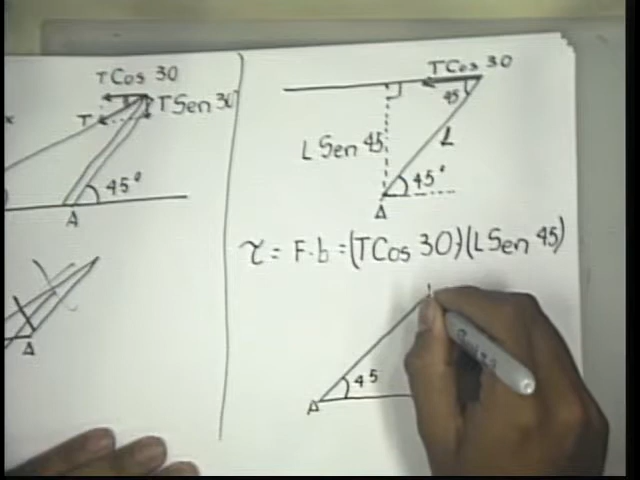 TCos 30
TSen 30
T
45°
A
A
TCos 30
45
L
L Sen 45
45°
A
τ = F·b = (TCos 30)(LSen 45)
45
A